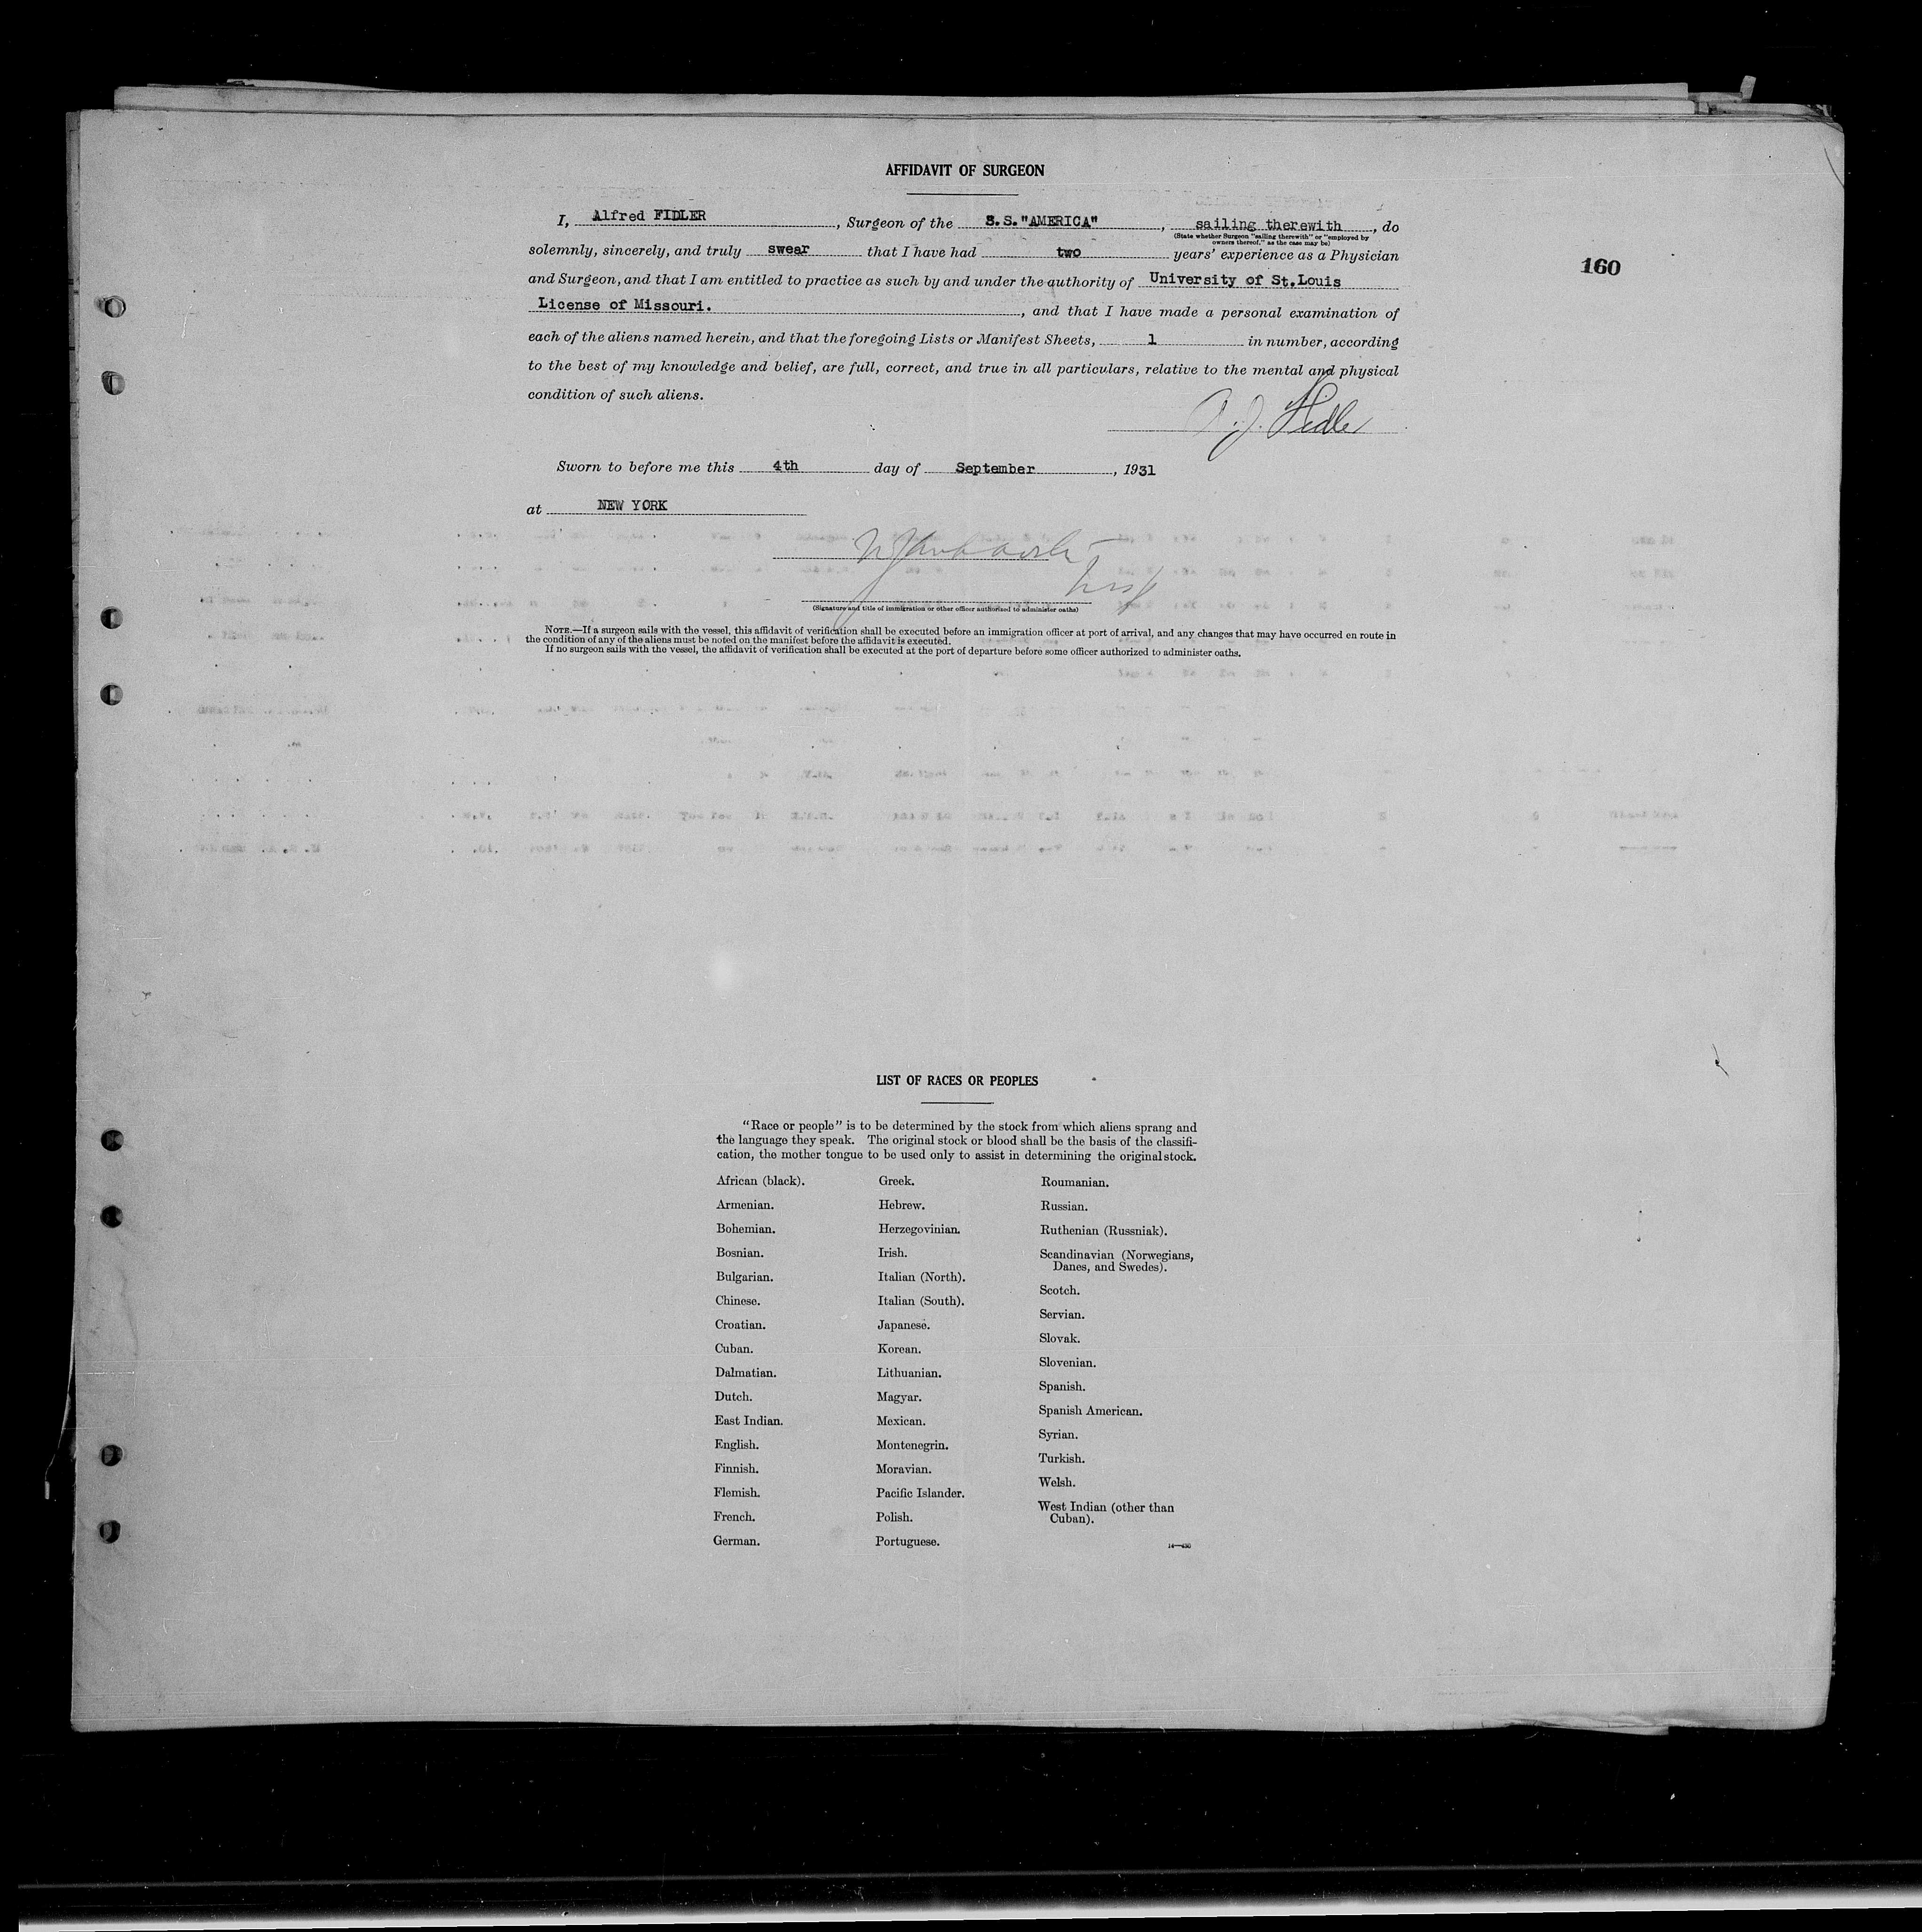 AFFIDAVIT OF SURGEON
I, Alfred FIDLER, Surgeon of the S.S."AMERICA", sailing therewith, do
(State whether Surgeon "sailing therewith" or "employed by
owners thereof," as the case may be)
solemnly, sincerely, and truly swear that I have had two years' experience as a Physician
160
and Surgeon, and that I am entitled to practice as such by and under the authority of University of St.Louis
License of Missouri., and that I have made a personal examination of
each of the aliens named herein, and that the foregoing Lists or Manifest Sheets, 1 in number, according
to the best of my knowledge and belief, are full, correct, and true in all particulars, relative to the mental and physical
condition of such aliens.
A. J. Fidler
Sworn to before me this 4th day of September, 1931
at NEW YORK
(Signature and title of immigration or other officer authorized to administer oaths)
NOTE.—If a surgeon sails with the vessel, this affidavit of verification shall be executed before an immigration officer at port of arrival, and any changes that may have occurred en route in
the condition of any of the aliens must be noted on the manifest before the affidavit is executed.
If no surgeon sails with the vessel, the affidavit of verification shall be executed at the port of departure before some officer authorized to administer oaths.
LIST OF RACES OR PEOPLES
"Race or people" is to be determined by the stock from which aliens sprang and
the language they speak. The original stock or blood shall be the basis of the classifi-
cation, the mother tongue to be used only to assist in determining the original stock.
African (black).
Armenian.
Bohemian.
Bosnian.
Bulgarian.
Chinese.
Croatian.
Cuban.
Dalmatian.
Dutch.
East Indian.
English.
Finnish.
Flemish.
French.
German.
Greek.
Hebrew.
Herzegovinian.
Irish.
Italian (North).
Italian (South).
Japanese.
Korean.
Lithuanian.
Magyar.
Mexican.
Montenegrin.
Moravian.
Pacific Islander.
Polish.
Portuguese.
Roumanian.
Russian.
Ruthenian (Russniak).
Scandinavian (Norwegians,
Danes, and Swedes).
Scotch.
Servian.
Slovak.
Slovenian.
Spanish.
Spanish American.
Syrian.
Turkish.
Welsh.
West Indian (other than
Cuban).